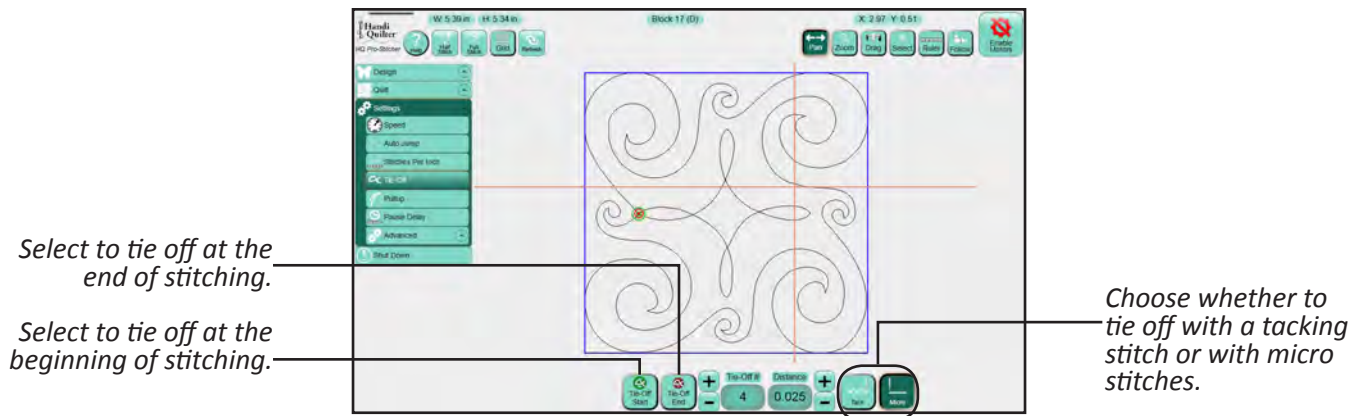 Handi
Quilter
HQ Pro-Stitcher
W: 5.39 in H: 5.34 in
Block 17 (D)
X: 2.97 Y: 0.51
Help
Half Stitch
Full Stitch
Grid
Refresh
Pan
Zoom
Drag
Select
Ruler
Follow
Enable Motors
Design
Quilt
Settings
Speed
Auto Jump
Stitches Per Inch
Tie-Off
Pullup
Pause Delay
Advanced
Shut Down
Select to tie off at the
end of stitching.
Select to tie off at the
beginning of stitching.
Choose whether to
tie off with a tacking
stitch or with micro
stitches.
Tie-Off Start
Tie-Off End
+
-
Tie-Off #
4
Distance
0.025
+
-
Tack
Micro